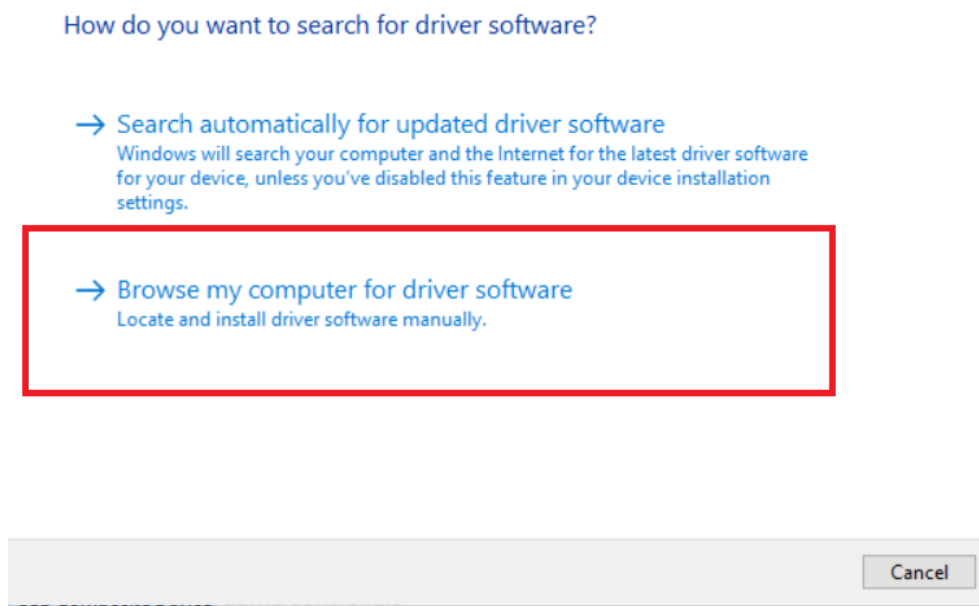 How do you want to search for driver software?
→ Search automatically for updated driver software
Windows will search your computer and the Internet for the latest driver software
for your device, unless you've disabled this feature in your device installation
settings.
→ Browse my computer for driver software
Locate and install driver software manually.
Cancel